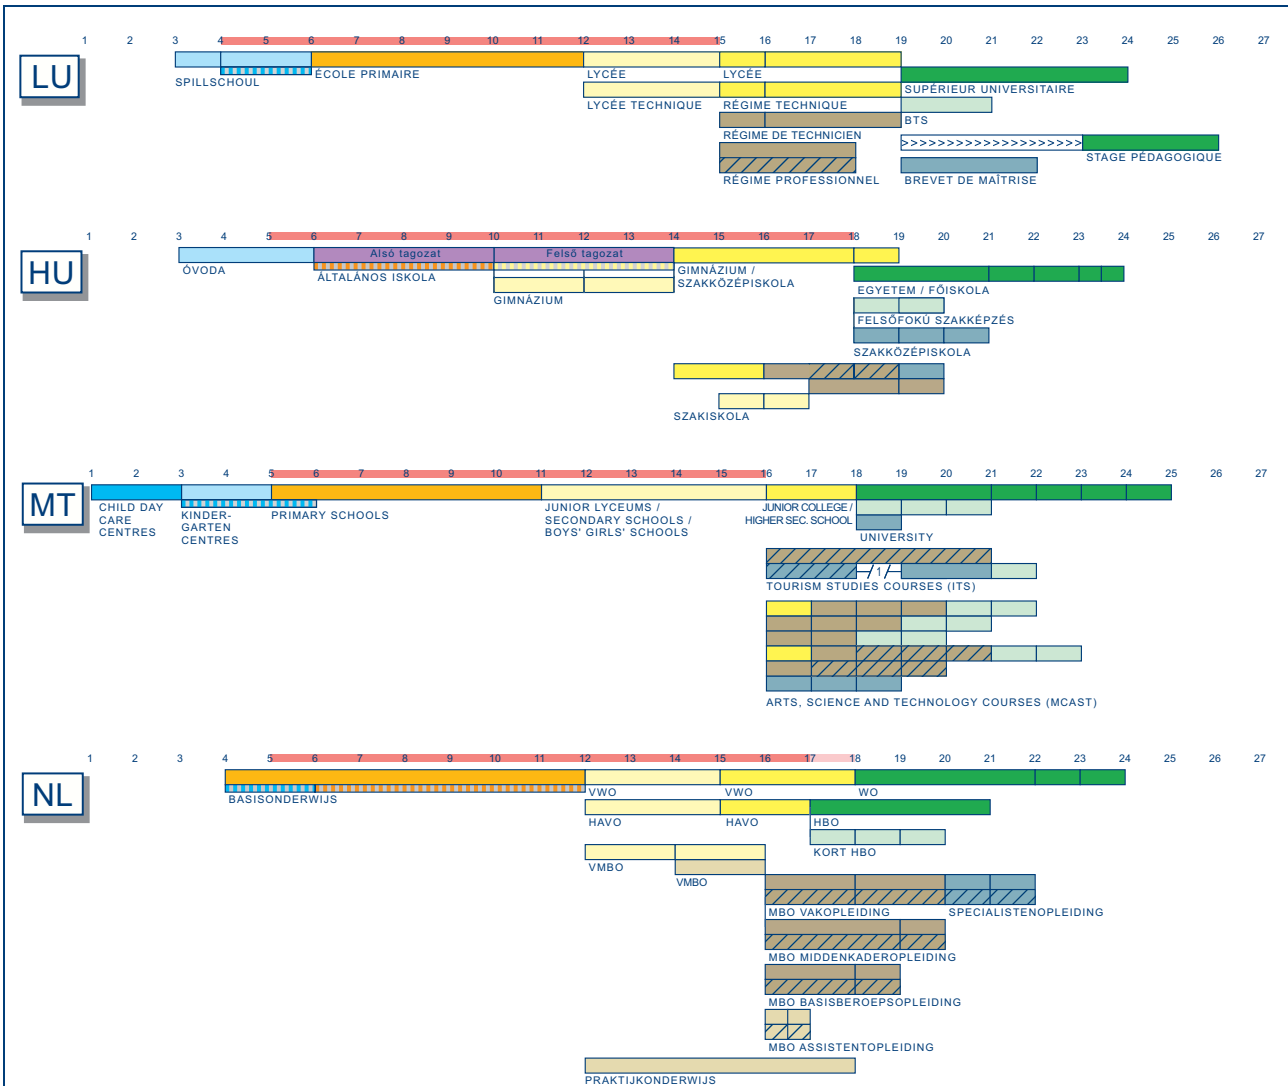 1 2 3 4 5 6 7 8 9 10 11 12 13 14 15 16 17 18 19 20 21 22 23 24 25 26 27
LU
SPILLSCHOUL
ÉCOLE PRIMAIRE
LYCÉE
LYCÉE
SUPÉRIEUR UNIVERSITAIRE
LYCÉE TECHNIQUE
RÉGIME TECHNIQUE
BTS
RÉGIME DE TECHNICIEN
>>>>>>>>>>>>>>>>>>>>
STAGE PÉDAGOGIQUE
RÉGIME PROFESSIONNEL
BREVET DE MAÎTRISE
1 2 3 4 5 6 7 8 9 10 11 12 13 14 15 16 17 18 19 20 21 22 23 24 25 26 27
HU
Alsó tagozat
Felső tagozat
ÓVODA
ÁLTALÁNOS ISKOLA
GIMNÁZIUM /
SZAKKÖZÉPISKOLA
GIMNÁZIUM
EGYETEM / FŐISKOLA
FELSŐFOKÚ SZAKKÉPZÉS
SZAKKÖZÉPISKOLA
SZAKISKOLA
1 2 3 4 5 6 7 8 9 10 11 12 13 14 15 16 17 18 19 20 21 22 23 24 25 26 27
MT
CHILD DAY
CARE
CENTRES
KINDER-
GARTEN
CENTRES
PRIMARY SCHOOLS
JUNIOR LYCEUMS /
SECONDARY SCHOOLS /
BOYS' GIRLS' SCHOOLS
JUNIOR COLLEGE /
HIGHER SEC. SCHOOL
UNIVERSITY
1
TOURISM STUDIES COURSES (ITS)
ARTS, SCIENCE AND TECHNOLOGY COURSES (MCAST)
1 2 3 4 5 6 7 8 9 10 11 12 13 14 15 16 17 18 19 20 21 22 23 24 25 26 27
NL
BASISONDERWIJS
VWO
VWO
WO
HAVO
HAVO
HBO
KORT HBO
VMBO
VMBO
MBO VAKOPLEIDING
SPECIALISTENOPLEIDING
MBO MIDDENKADEROPLEIDING
MBO BASISBEROEPSOPLEIDING
MBO ASSISTENTOPLEIDING
PRAKTIJKONDERWIJS